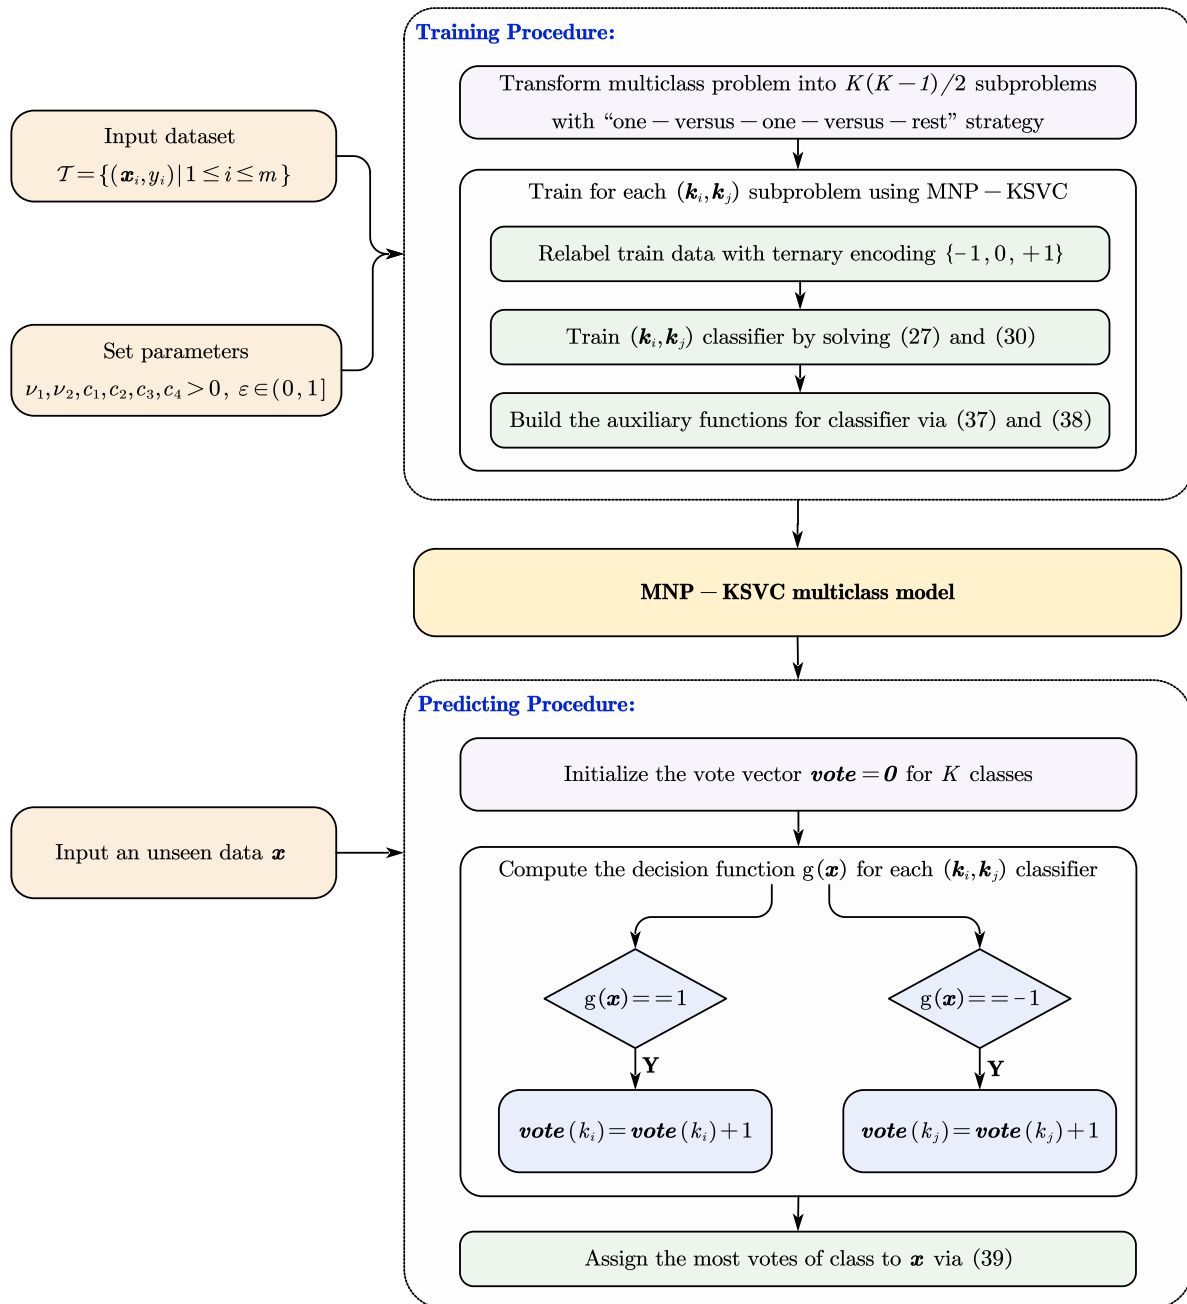 Training Procedure:
Transform multiclass problem into K(K−1)/2 subproblems
with “one−versus−one−versus−rest” strategy
Input dataset
𝒯={(𝒙ᵢ,yᵢ)|1≤i≤m}
Train for each (𝒌ᵢ,𝒌ⱼ) subproblem using MNP−KSVC
Relabel train data with ternary encoding {-1,0,+1}
Train (𝒌ᵢ,𝒌ⱼ) classifier by solving (27) and (30)
Set parameters
ν₁,ν₂,c₁,c₂,c₃,c₄>0, ε∈(0,1]
Build the auxiliary functions for classifier via (37) and (38)
MNP−KSVC multiclass model
Predicting Procedure:
Initialize the vote vector vote=0 for K classes
Input an unseen data 𝒙
Compute the decision function g(𝒙) for each (𝒌ᵢ,𝒌ⱼ) classifier
g(𝒙)==1
g(𝒙)==-1
Y
Y
vote(kᵢ)=vote(kᵢ)+1
vote(kⱼ)=vote(kⱼ)+1
Assign the most votes of class to 𝒙 via (39)